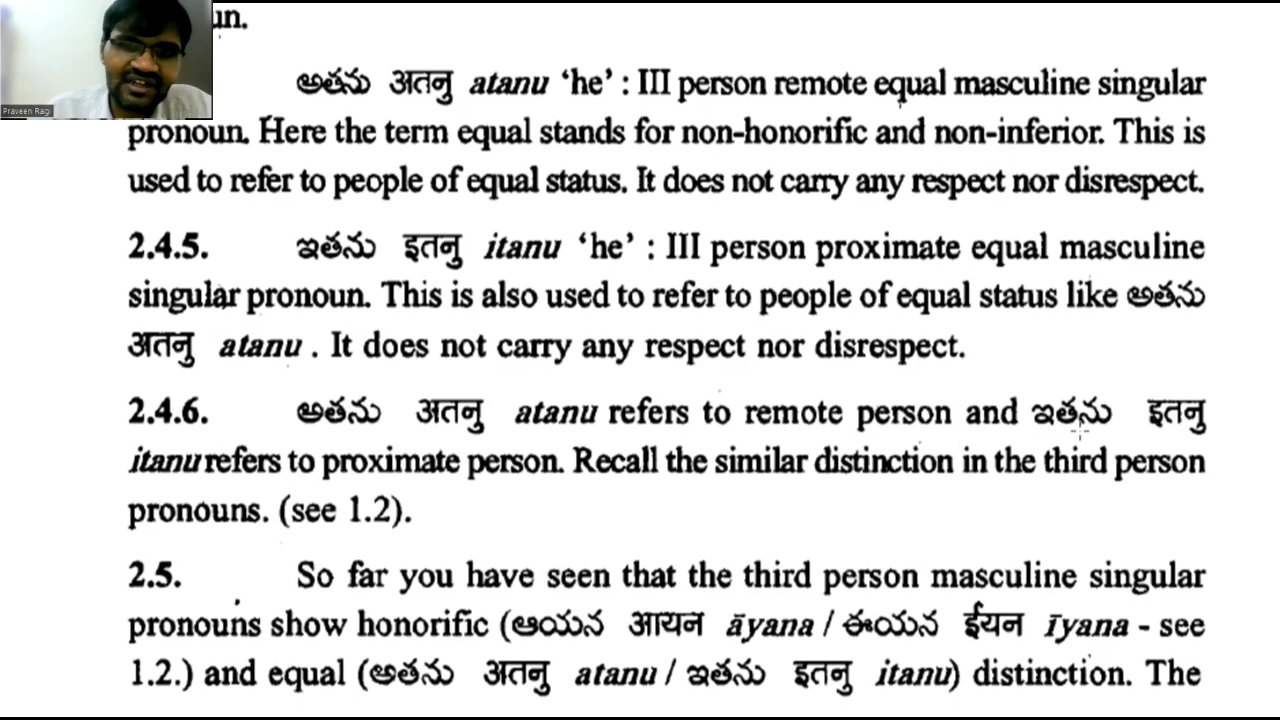 un.
Praveen Ragi
అతను अतनु atanu ‘he’ : III person remote equal masculine singular
pronoun. Here the term equal stands for non-honorific and non-inferior. This is
used to refer to people of equal status. It does not carry any respect nor disrespect.
2.4.5. ఇతను इतनु itanu ‘he’ : III person proximate equal masculine
singular pronoun. This is also used to refer to people of equal status like అతను
अतनु atanu . It does not carry any respect nor disrespect.
2.4.6. అతను अतनु atanu refers to remote person and ఇతను इतनु
itanu refers to proximate person. Recall the similar distinction in the third person
pronouns. (see 1.2).
2.5. So far you have seen that the third person masculine singular
pronouns show honorific (ఆయన आयन āyana / ఈయన ईयन īyana - see
1.2.) and equal (అతను अतनु atanu / ఇతను इतनु itanu) distinction. The